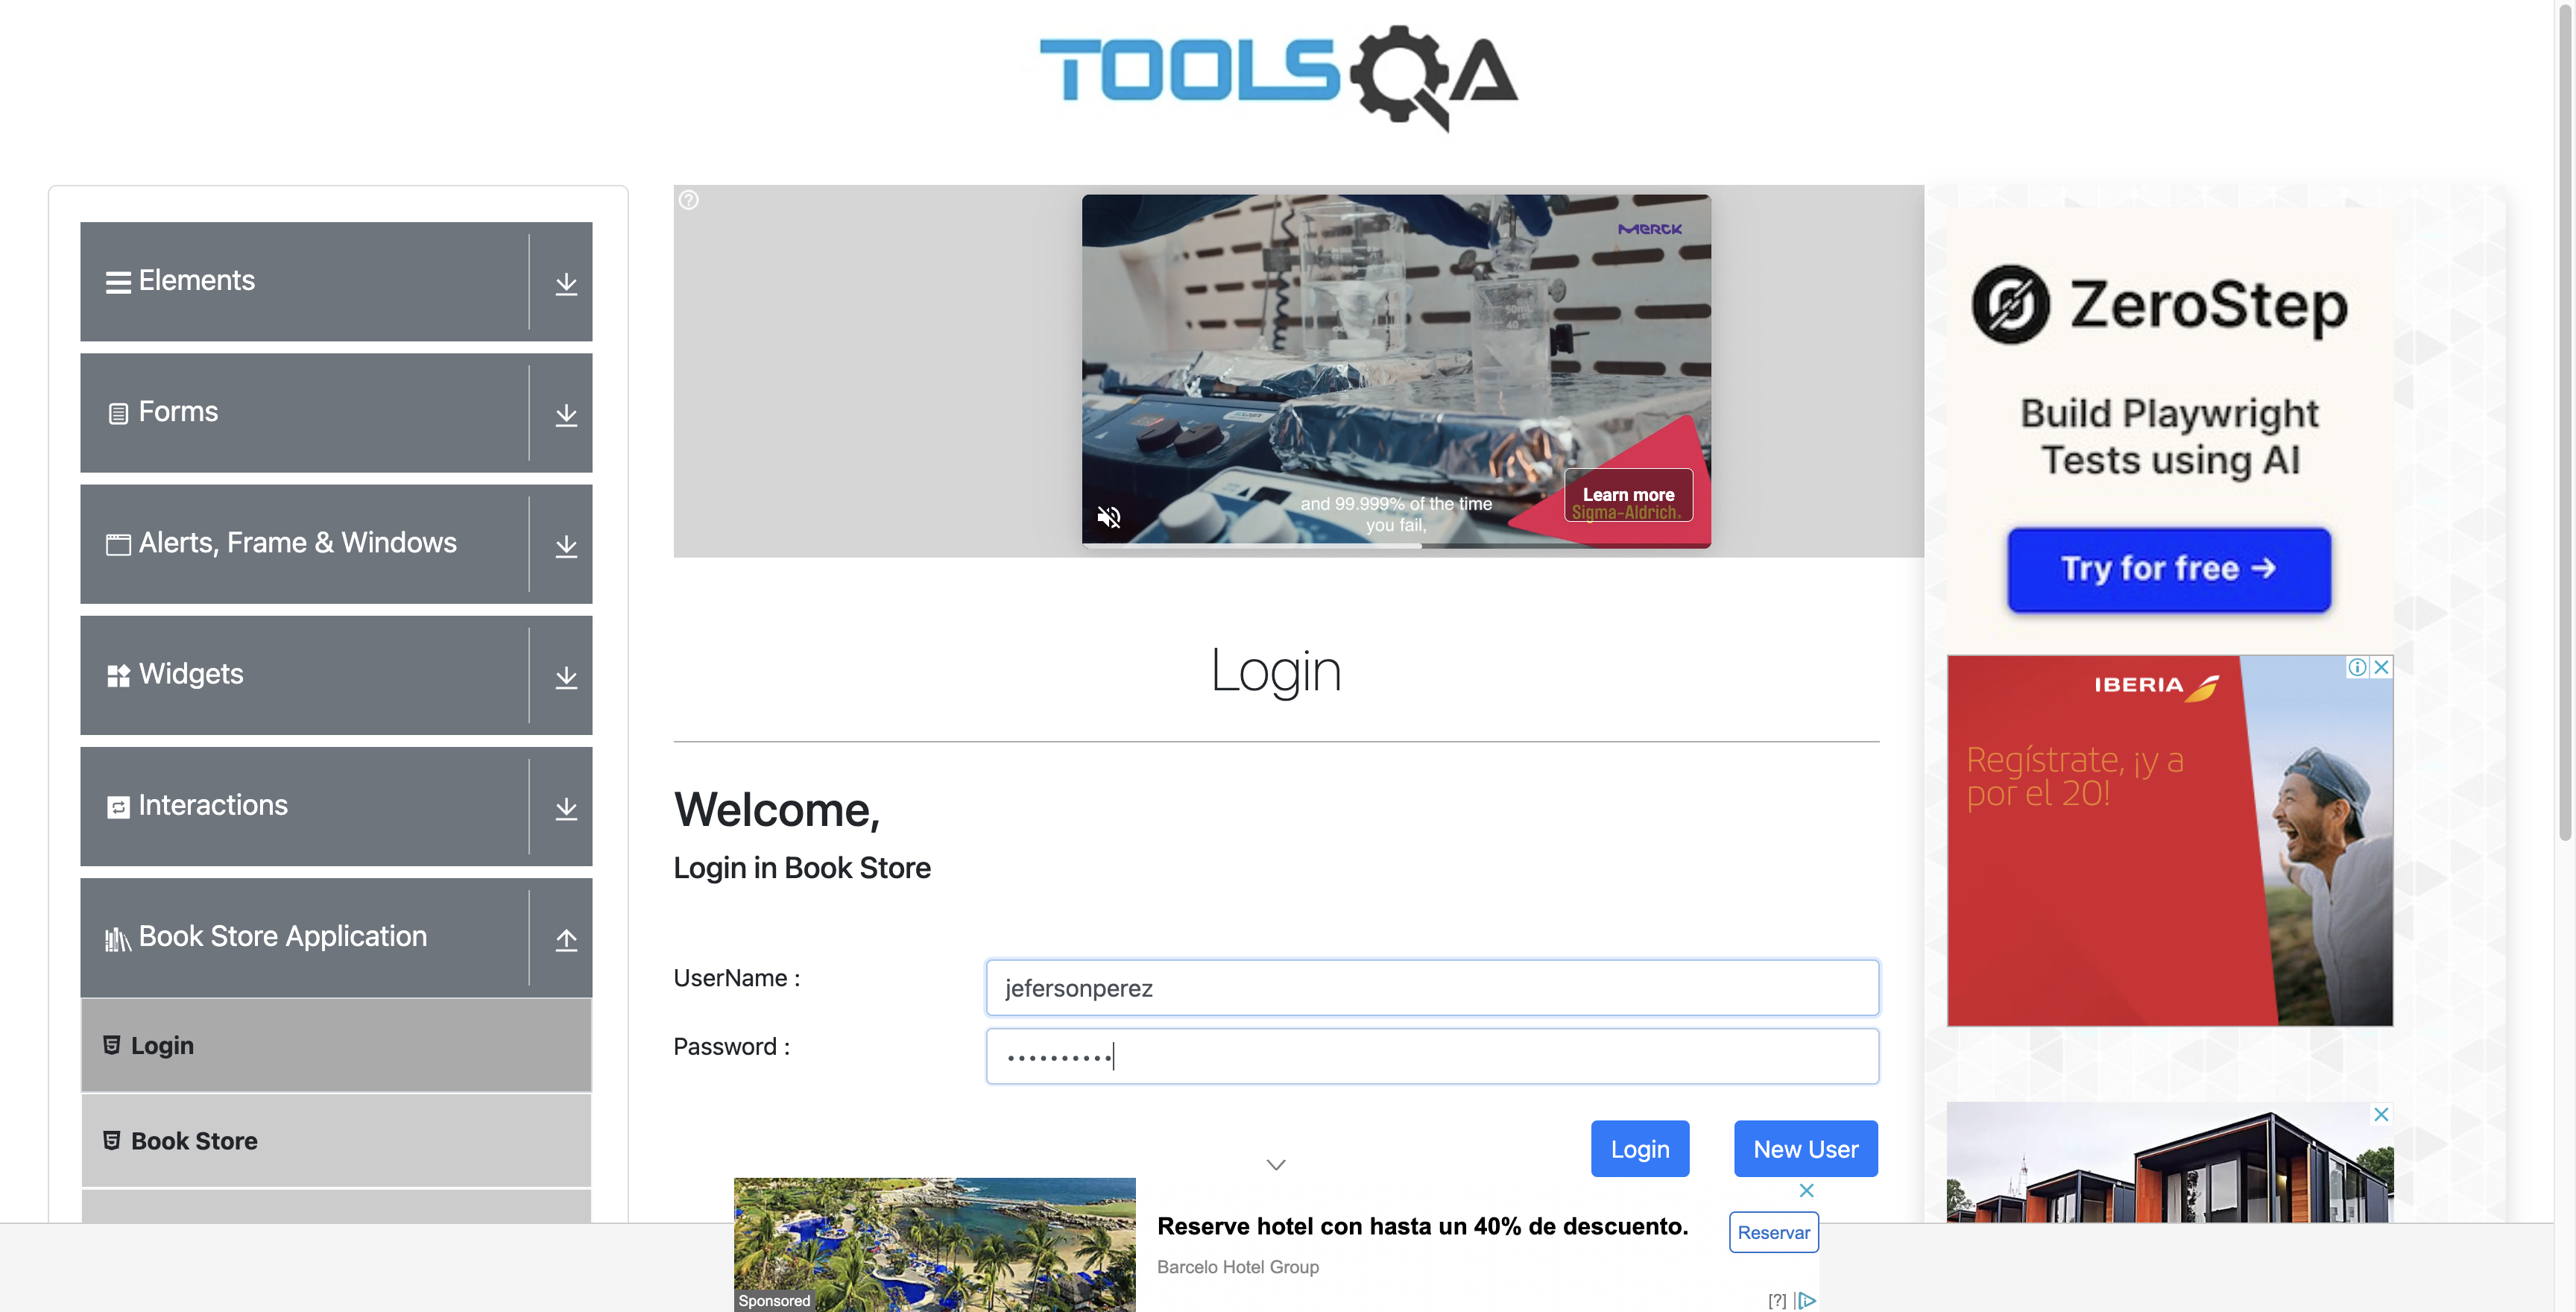 TOOLSQA
Elements
Forms
Alerts, Frame & Windows
Widgets
Interactions
Book Store Application
Login
Book Store
MERCK
and 99.999% of the time
you fail,
Learn more
Sigma-Aldrich.
Login
Welcome,
Login in Book Store
UserName :
jefersonperez
Password :
Login
New User
Reserve hotel con hasta un 40% de descuento.
Barcelo Hotel Group
Reservar
Sponsored
[?]
ZeroStep
Build Playwright
Tests using AI
Try for free →
IBERIA
Regístrate, ¡y a
por el 20!